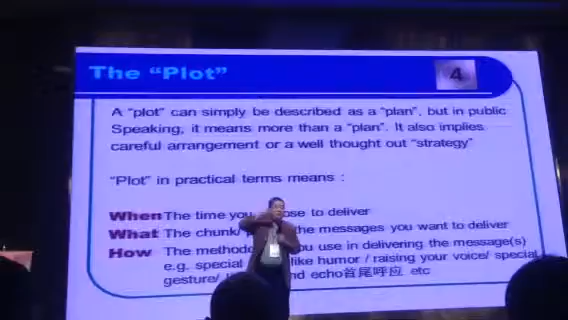 The “Plot”
4
A “plot” can simply be described as a “plan”, but in public
Speaking, it means more than a “plan”. It also implies
careful arrangement or a well thought out “strategy”
“Plot” in practical terms means :
When The time you ose to deliver
What The chunk/ the messages you want to deliver
How The methods you use in delivering the message(s)
e.g. special like humor / raising your voice/ special
gesture/ nd echo首尾呼应 etc